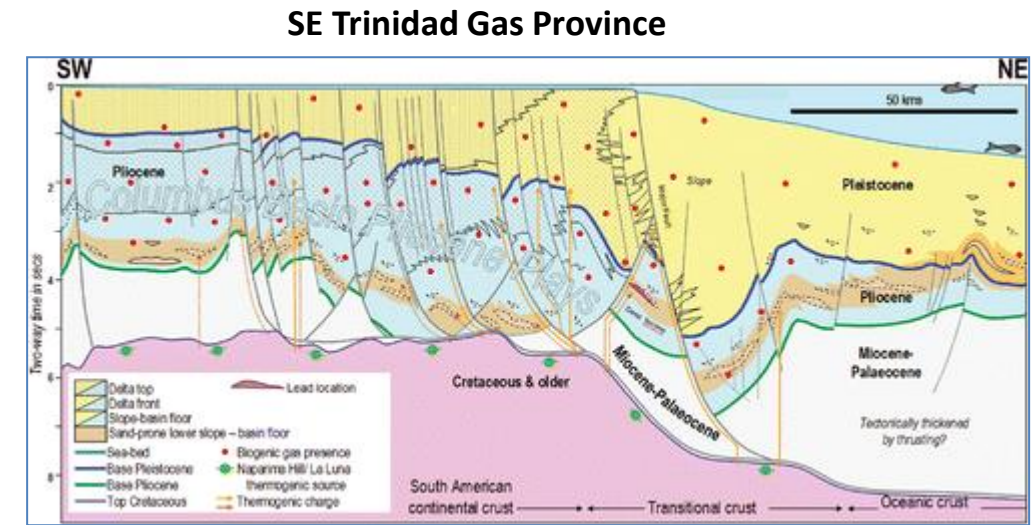 SE Trinidad Gas Province
SW
NE
0
50 kms
Pliocene
2
Columbus Basin Pliocene Plays
Slope
Pleistocene
Major Fault
Two-way time in secs
4
Pliocene
Miocene-
Palaeocene
Miocene-Palaeocene
Cretaceous & older
6
Tectonically thickened
by thrusting?
Delta top
Lead location
Delta front
Slope-basin floor
Sand-prone lower slope – basin floor
Sea-bed
Biogenic gas presence
Base Pleistocene
Naparima Hill/ La Luna
Base Pliocene
thermogenic source
Top Cretaceous
Thermogenic charge
8
South American
continental crust
Transitional crust
Oceanic crust